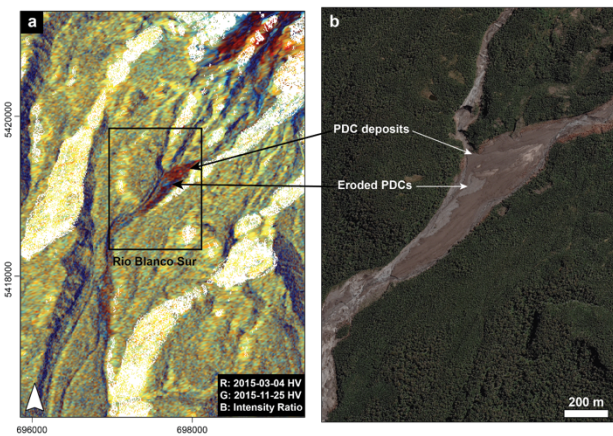 a
b
5420000
5418000
PDC deposits
Eroded PDCs
Rio Blanco Sur
R: 2015-03-04 HV
G: 2015-11-25 HV
B: Intensity Ratio
200 m
696000
698000